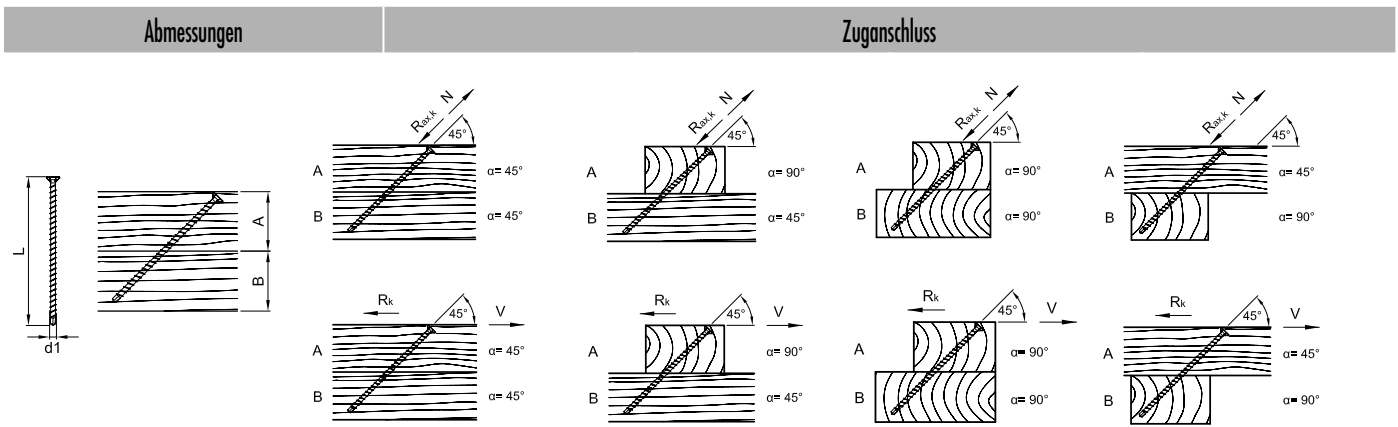 Abmessungen
Zuganschluss
L
d1
A
B
Rax,k N
45°
A α= 45°
B α= 45°
Rax,k N
45°
A α= 90°
B α= 45°
Rax,k N
45°
A α= 90°
B α= 90°
Rax,k N
45°
A α= 45°
B α= 90°
Rk V
45°
A α= 45°
B α= 45°
Rk V
45°
A α= 90°
B α= 45°
Rk V
45°
A α= 90°
B α= 90°
Rk V
45°
A α= 45°
B α= 90°